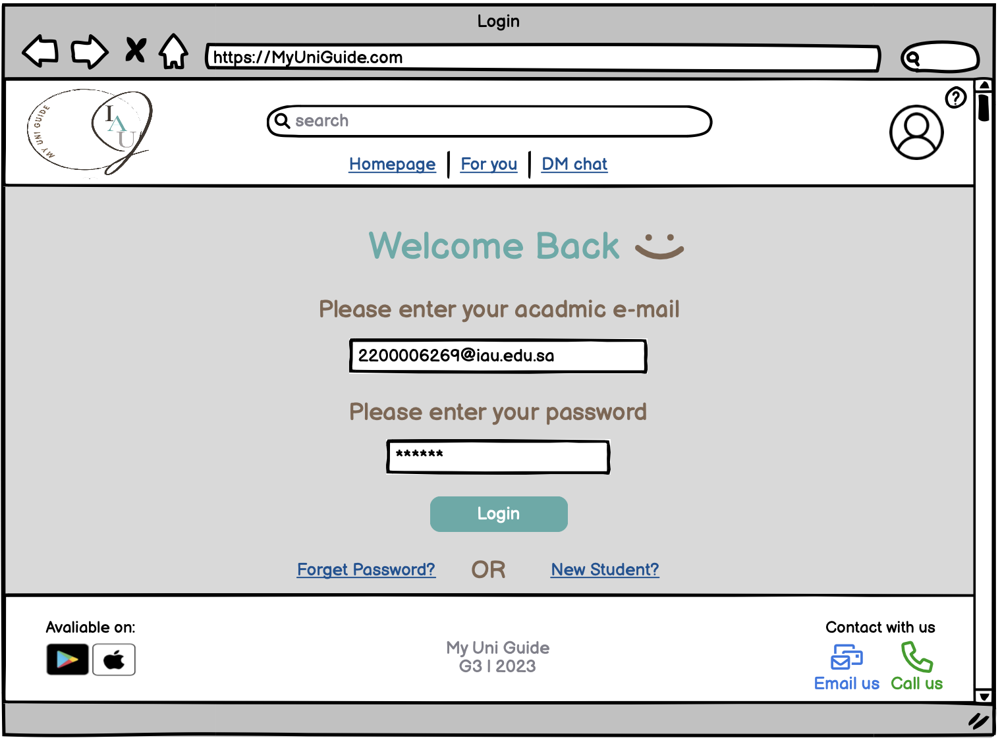 Login
https://MyUniGuide.com
MY UNI GUIDE
IAU
?
search
Homepage | For you | DM chat
Welcome Back
Please enter your acadmic e-mail
2200006269@iau.edu.sa
Please enter your password
******
Login
Forget Password? OR New Student?
Avaliable on:
Contact with us
My Uni Guide
G3 | 2023
Email us Call us